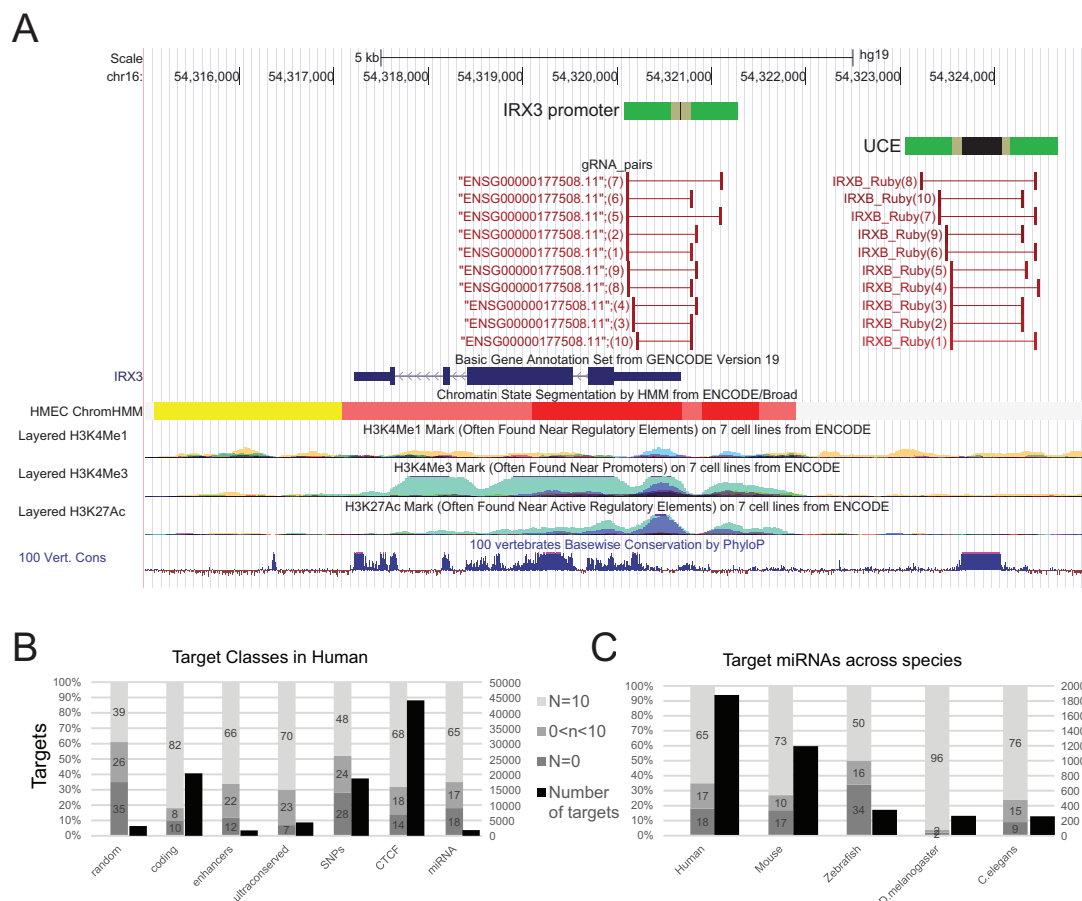 A
Scale
5 kb
hg19
chr16:
54,316,000
54,317,000
54,318,000
54,319,000
54,320,000
54,321,000
54,322,000
54,323,000
54,324,000
IRX3 promoter
UCE
gRNA_pairs
"ENSG00000177508.11";(7)
"ENSG00000177508.11";(6)
"ENSG00000177508.11";(5)
"ENSG00000177508.11";(2)
"ENSG00000177508.11";(1)
"ENSG00000177508.11";(9)
"ENSG00000177508.11";(8)
"ENSG00000177508.11";(4)
"ENSG00000177508.11";(3)
"ENSG00000177508.11";(10)
IRXB_Ruby(8)
IRXB_Ruby(10)
IRXB_Ruby(7)
IRXB_Ruby(9)
IRXB_Ruby(6)
IRXB_Ruby(5)
IRXB_Ruby(4)
IRXB_Ruby(3)
IRXB_Ruby(2)
IRXB_Ruby(1)
Basic Gene Annotation Set from GENCODE Version 19
IRX3
Chromatin State Segmentation by HMM from ENCODE/Broad
HMEC ChromHMM
H3K4Me1 Mark (Often Found Near Regulatory Elements) on 7 cell lines from ENCODE
Layered H3K4Me1
H3K4Me3 Mark (Often Found Near Promoters) on 7 cell lines from ENCODE
Layered H3K4Me3
H3K27Ac Mark (Often Found Near Active Regulatory Elements) on 7 cell lines from ENCODE
Layered H3K27Ac
100 vertebrates Basewise Conservation by PhyloP
100 Vert. Cons
B
Target Classes in Human
Targets
100%
90%
80%
70%
60%
50%
40%
30%
20%
10%
0%
39
26
35
82
8
10
66
22
12
70
23
7
48
24
28
68
18
14
65
17
18
50000
45000
40000
35000
30000
25000
20000
15000
10000
5000
0
random
coding
enhancers
ultraconserved
SNPs
CTCF
miRNA
N=10
0<n<10
N=0
Number
of targets
C
Target miRNAs across species
100%
90%
80%
70%
60%
50%
40%
30%
20%
10%
0%
65
17
18
73
10
17
50
16
34
96
2
2
76
15
9
2000
1800
1600
1400
1200
1000
800
600
400
200
0
Human
Mouse
Zebrafish
D.melanogaster
C.elegans